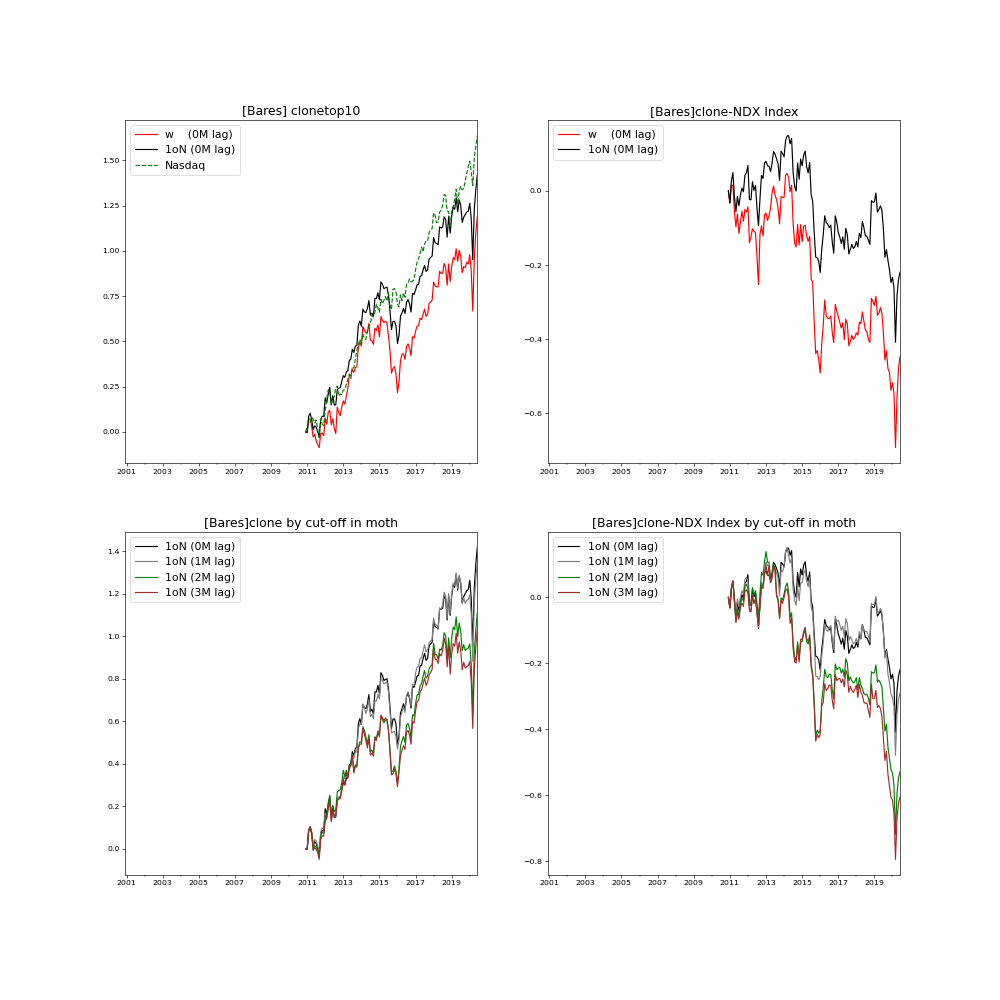 [Bares] clonetop10
w (0M lag)
1oN (0M lag)
Nasdaq
1.50
1.25
1.00
0.75
0.50
0.25
0.00
2001 2003 2005 2007 2009 2011 2013 2015 2017 2019
[Bares]clone-NDX Index
w (0M lag)
1oN (0M lag)
0.0
−0.2
−0.4
−0.6
2001 2003 2005 2007 2009 2011 2013 2015 2017 2019
[Bares]clone by cut-off in moth
1oN (0M lag)
1oN (1M lag)
1oN (2M lag)
1oN (3M lag)
1.4
1.2
1.0
0.8
0.6
0.4
0.2
0.0
2001 2003 2005 2007 2009 2011 2013 2015 2017 2019
[Bares]clone-NDX Index by cut-off in moth
1oN (0M lag)
1oN (1M lag)
1oN (2M lag)
1oN (3M lag)
0.0
−0.2
−0.4
−0.6
−0.8
2001 2003 2005 2007 2009 2011 2013 2015 2017 2019